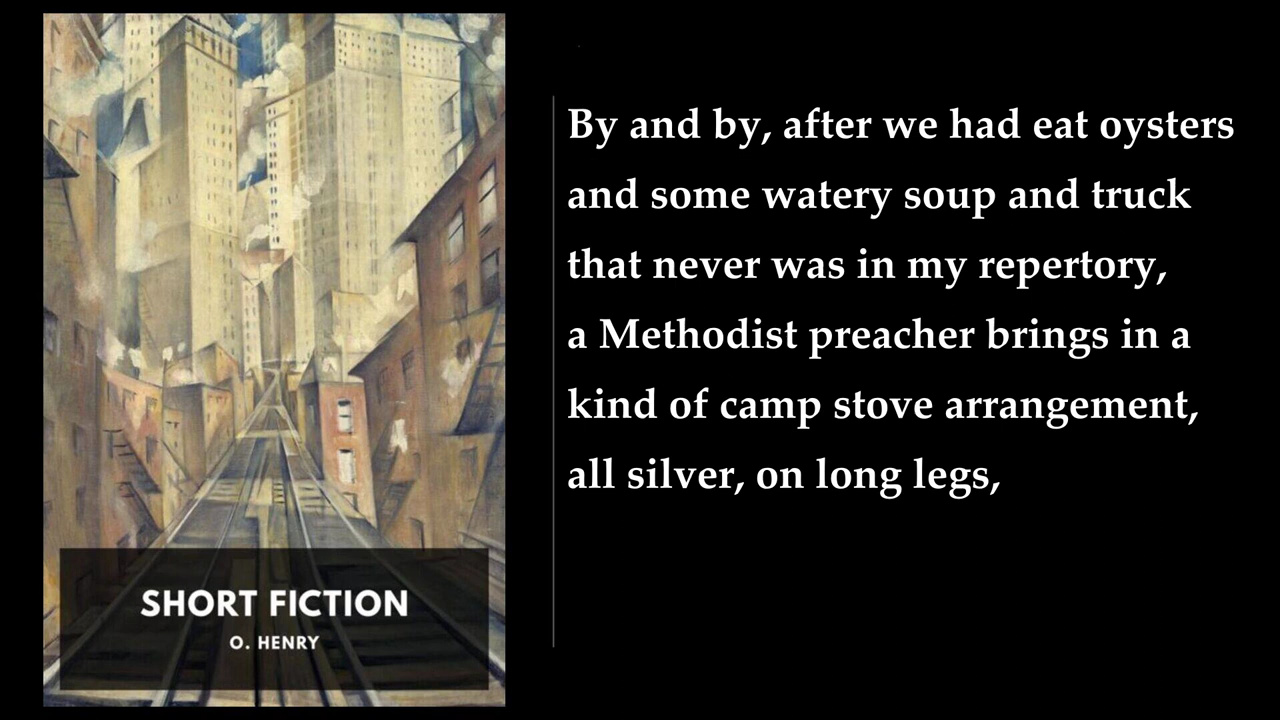 By and by, after we had eat oysters
and some watery soup and truck
that never was in my repertory,
a Methodist preacher brings in a
kind of camp stove arrangement,
all silver, on long legs,
SHORT FICTION
O. HENRY